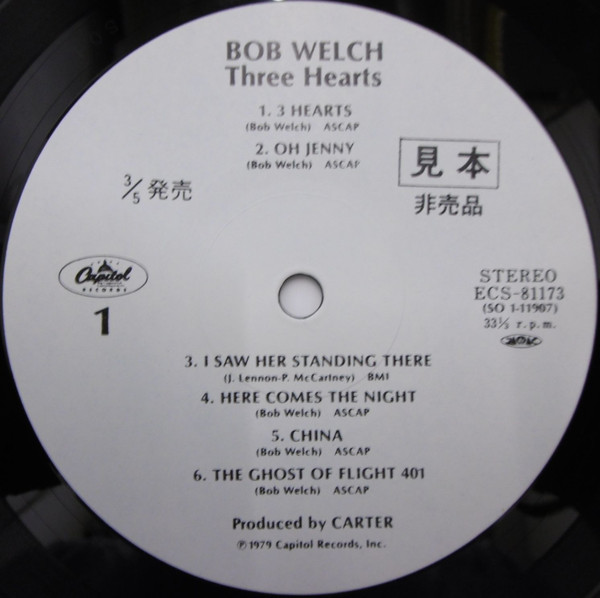 BOB WELCH
Three Hearts
1. 3 HEARTS
(Bob Welch) ASCAP
2. OH JENNY
(Bob Welch) ASCAP
見本
非売品
3/5 発売
Capitol
RECORDS
1
STEREO
ECS-81173
(SO 1-11907)
33⅓ r.p.m.
3. I SAW HER STANDING THERE
(J. Lennon-P. McCartney) BMI
4. HERE COMES THE NIGHT
(Bob Welch) ASCAP
5. CHINA
(Bob Welch) ASCAP
6. THE GHOST OF FLIGHT 401
(Bob Welch) ASCAP
Produced by CARTER
℗ 1979 Capitol Records, Inc.